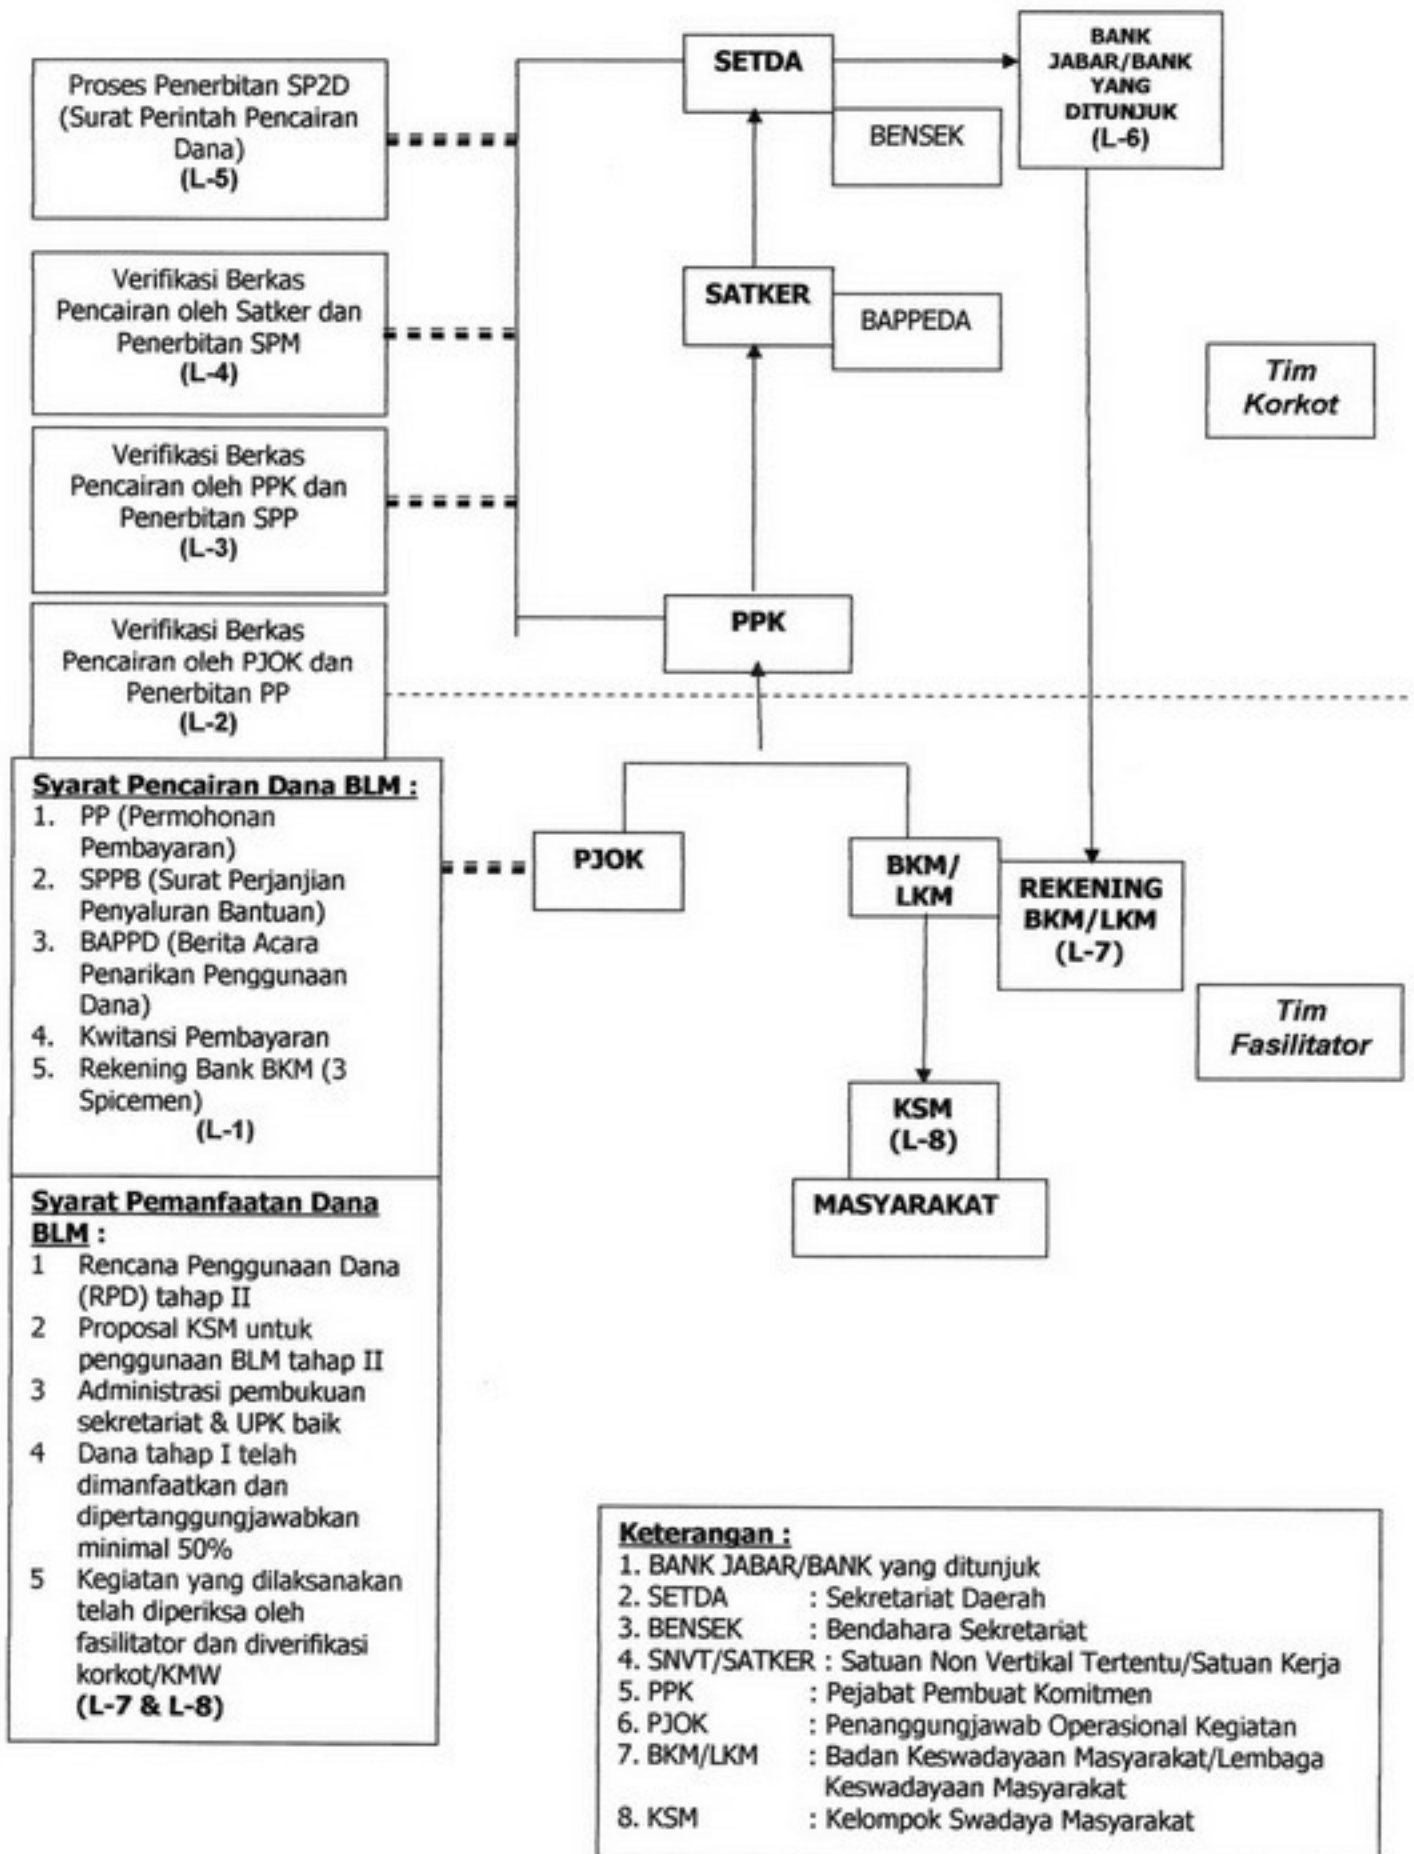 Proses Penerbitan SP2D
(Surat Perintah Pencairan
Dana)
(L-5)
Verifikasi Berkas
Pencairan oleh Satker dan
Penerbitan SPM
(L-4)
Verifikasi Berkas
Pencairan oleh PPK dan
Penerbitan SPP
(L-3)
Verifikasi Berkas
Pencairan oleh PJOK dan
Penerbitan PP
(L-2)
Syarat Pencairan Dana BLM :
1. PP (Permohonan
Pembayaran)
2. SPPB (Surat Perjanjian
Penyaluran Bantuan)
3. BAPPD (Berita Acara
Penarikan Penggunaan
Dana)
4. Kwitansi Pembayaran
5. Rekening Bank BKM (3
Spicemen)
(L-1)
Syarat Pemanfaatan Dana
BLM :
1 Rencana Penggunaan Dana
(RPD) tahap II
2 Proposal KSM untuk
penggunaan BLM tahap II
3 Administrasi pembukuan
sekretariat & UPK baik
4 Dana tahap I telah
dimanfaatkan dan
dipertanggungjawabkan
minimal 50%
5 Kegiatan yang dilaksanakan
telah diperiksa oleh
fasilitator dan diverifikasi
korkot/KMW
(L-7 & L-8)
SETDA
BENSEK
BANK
JABAR/BANK
YANG
DITUNJUK
(L-6)
SATKER
BAPPEDA
Tim
Korkot
PPK
PJOK
BKM/
LKM
REKENING
BKM/LKM
(L-7)
Tim
Fasilitator
KSM
(L-8)
MASYARAKAT
Keterangan :
1. BANK JABAR/BANK yang ditunjuk
2. SETDA : Sekretariat Daerah
3. BENSEK : Bendahara Sekretariat
4. SNVT/SATKER : Satuan Non Vertikal Tertentu/Satuan Kerja
5. PPK : Pejabat Pembuat Komitmen
6. PJOK : Penanggungjawab Operasional Kegiatan
7. BKM/LKM : Badan Keswadayaan Masyarakat/Lembaga
Keswadayaan Masyarakat
8. KSM : Kelompok Swadaya Masyarakat